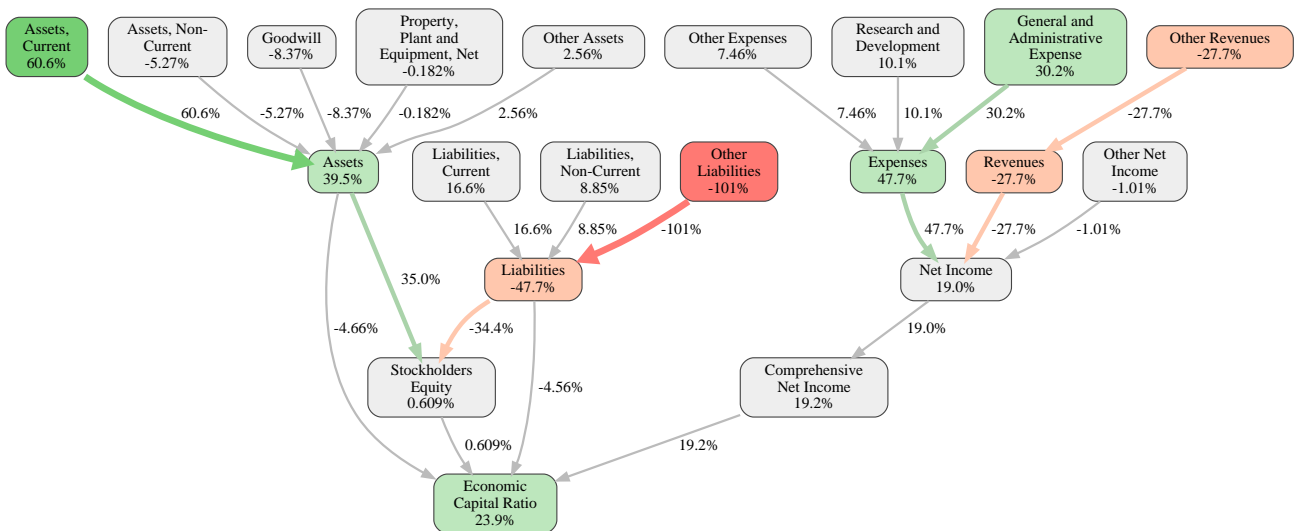 Assets,
Current
60.6%
Assets, Non-
Current
-5.27%
Goodwill
-8.37%
Property,
Plant and
Equipment, Net
-0.182%
Other Assets
2.56%
Other Expenses
7.46%
Research and
Development
10.1%
General and
Administrative
Expense
30.2%
Other Revenues
-27.7%
60.6%
-5.27%
-8.37%
-0.182%
2.56%
7.46%
10.1%
30.2%
-27.7%
Assets
39.5%
Liabilities,
Current
16.6%
Liabilities,
Non-Current
8.85%
Other
Liabilities
-101%
Expenses
47.7%
Revenues
-27.7%
Other Net
Income
-1.01%
16.6%
8.85%
-101%
47.7%
-27.7%
-1.01%
Liabilities
-47.7%
Net Income
19.0%
35.0%
-4.66%
-34.4%
19.0%
Stockholders
Equity
0.609%
-4.56%
Comprehensive
Net Income
19.2%
0.609%
19.2%
Economic
Capital Ratio
23.9%